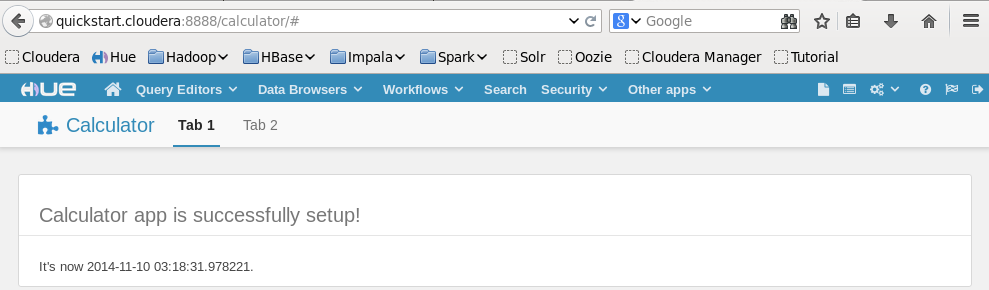 quickstart.cloudera:8888/calculator/#
Google
Cloudera Hue Hadoop HBase Impala Spark Solr Oozie Cloudera Manager Tutorial
HUE Query Editors Data Browsers Workflows Search Security Other apps
Calculator Tab 1 Tab 2
Calculator app is successfully setup!
It's now 2014-11-10 03:18:31.978221.